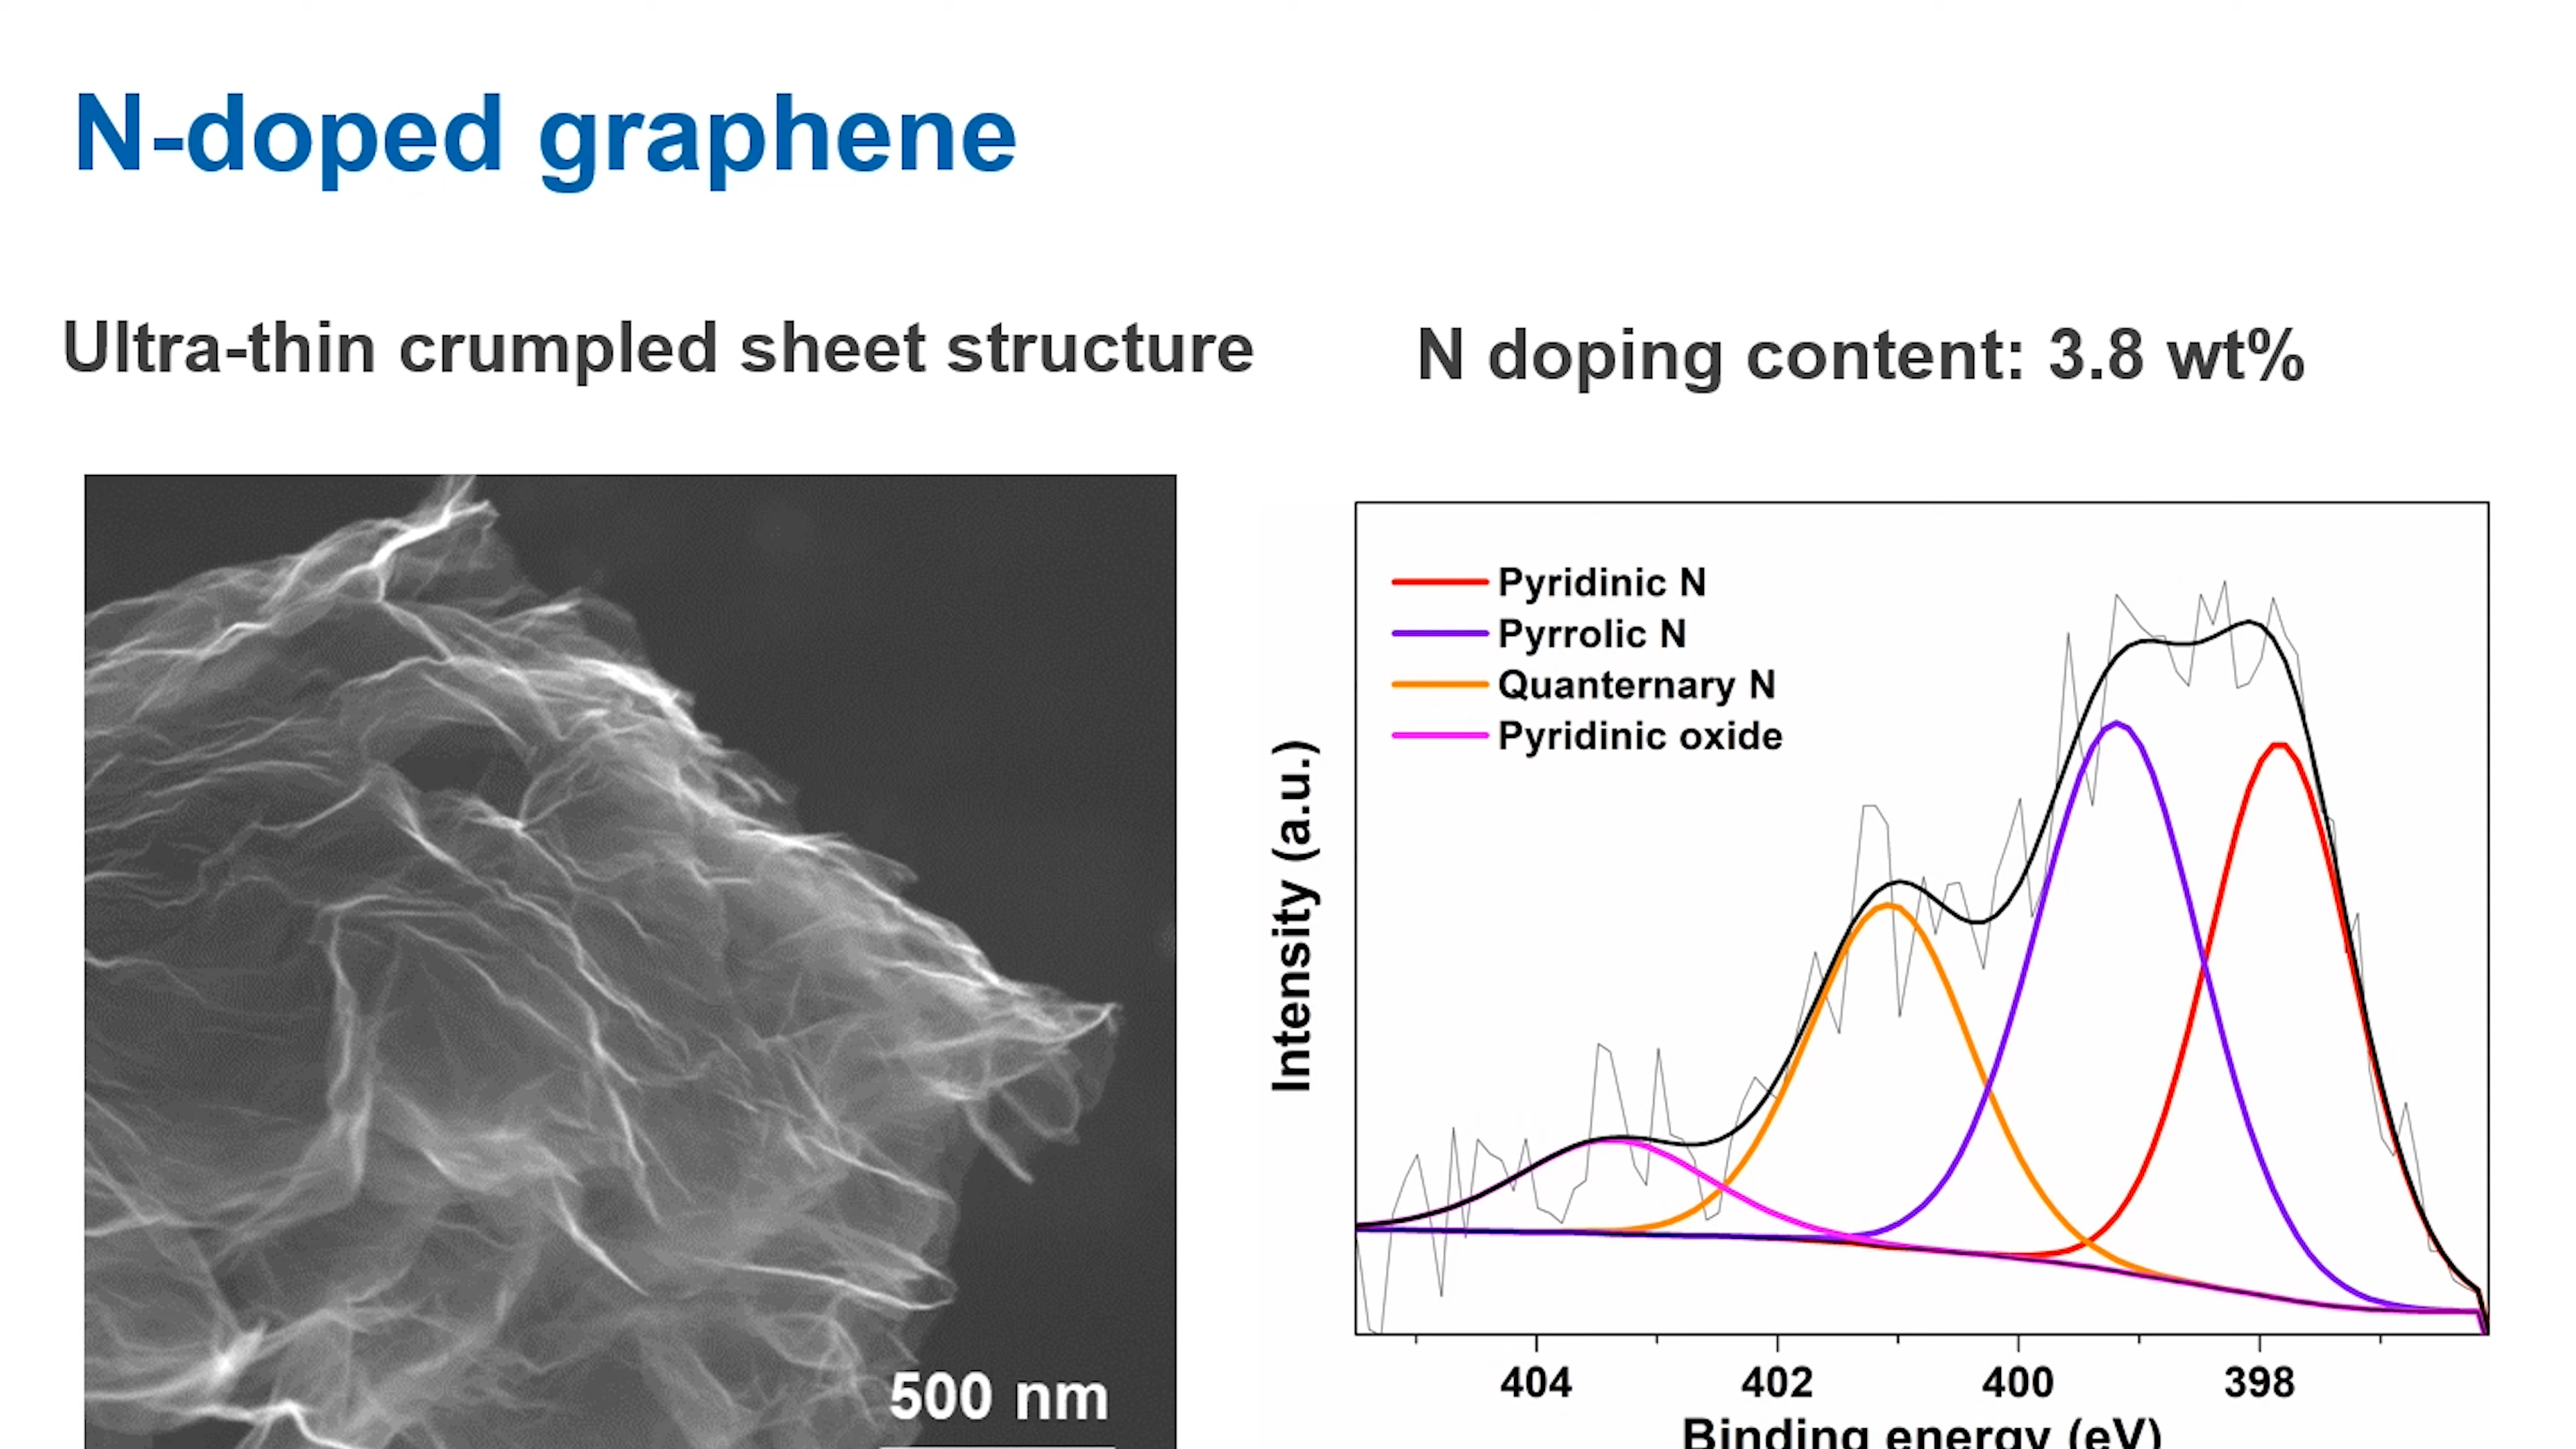 N-doped graphene
Ultra-thin crumpled sheet structure
N doping content: 3.8 wt%
500 nm
Pyridinic N
Pyrrolic N
Quanternary N
Pyridinic oxide
Intensity (a.u.)
404 402 400 398
Binding energy (eV)